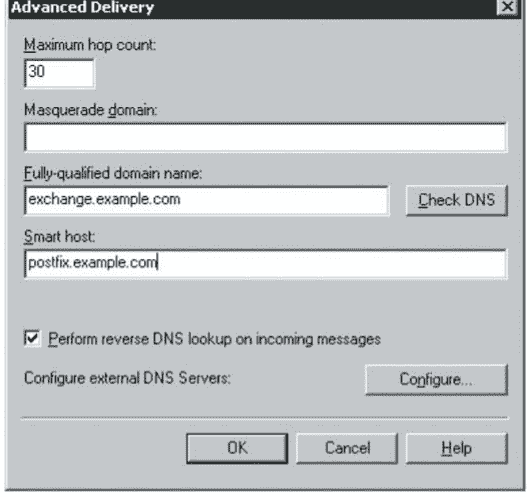 Advanced Delivery
Maximum hop count:
30
Masquerade domain:
Fully-qualified domain name:
exchange.example.com
Check DNS
Smart host:
postfix.example.com
Perform reverse DNS lookup on incoming messages
Configure external DNS Servers:
Configure...
OK Cancel Help